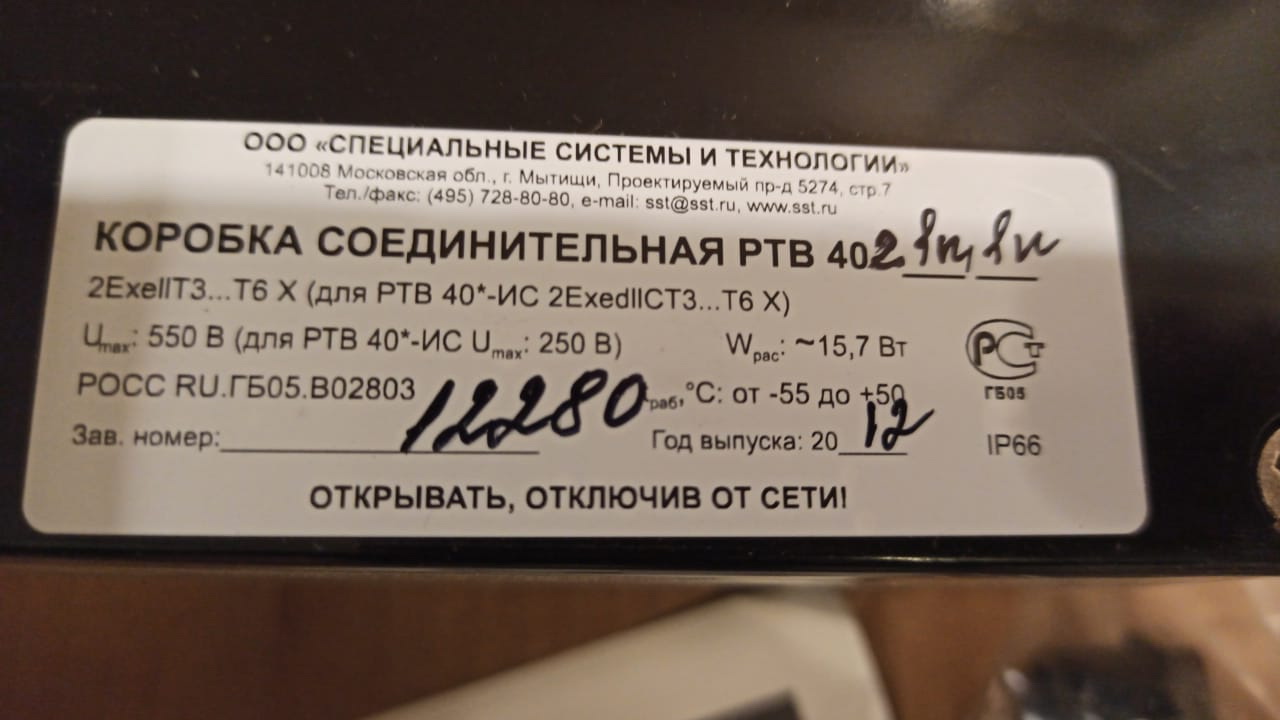 ООО «СПЕЦИАЛЬНЫЕ СИСТЕМЫ И ТЕХНОЛОГИИ»
141008 Московская обл., г. Мытищи, Проектируемый пр-д 5274, стр.7
Тел./факс: (495) 728-80-80, e-mail: sst@sst.ru, www.sst.ru
КОРОБКА СОЕДИНИТЕЛЬНАЯ РТВ 402
2ExeIIT3...T6 X (для РТВ 40*-ИС 2ExedIICT3...T6 X)
Umax: 550 В (для РТВ 40*-ИС Umax: 250 В) Wрас: ~15,7 Вт
РОСС RU.ГБ05.В02803 раб,°С: от -55 до +50 ГБ05
Зав. номер: 12280 Год выпуска: 2012 IP66
ОТКРЫВАТЬ, ОТКЛЮЧИВ ОТ СЕТИ!